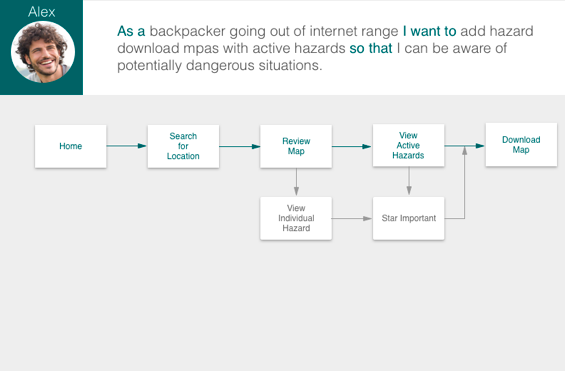 Alex
As a backpacker going out of internet range I want to add hazard
download mpas with active hazards so that I can be aware of
potentially dangerous situations.
Home
Search
for
Location
Review
Map
View
Active
Hazards
Download
Map
View
Individual
Hazard
Star Important